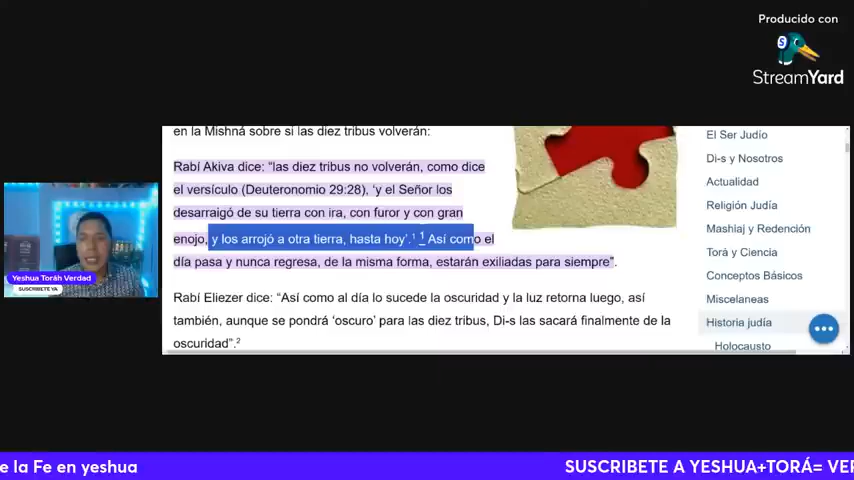 Producido con
StreamYard
en la Mishná sobre si las diez tribus volverán:
Rabí Akiva dice: “las diez tribus no volverán, como dice
el versículo (Deuteronomio 29:28), ‘y el Señor los
desarraigó de su tierra con ira, con furor y con gran
enojo, y los arrojó a otra tierra, hasta hoy’.¹ 1 Así como el
día pasa y nunca regresa, de la misma forma, estarán exiliadas para siempre”.
Rabí Eliezer dice: “Así como al día lo sucede la oscuridad y la luz retorna luego, así
también, aunque se pondrá ‘oscuro’ para las diez tribus, Di-s las sacará finalmente de la
oscuridad”.²
El Ser Judío
Di-s y Nosotros
Actualidad
Religión Judía
Mashiaj y Redención
Torá y Ciencia
Conceptos Básicos
Miscelaneas
Historia judía
Holocausto
Yeshua Toráh Verdad
SUSCRIBETE YA
e la Fe en yeshua
SUSCRIBETE A YESHUA+TORÁ= VER